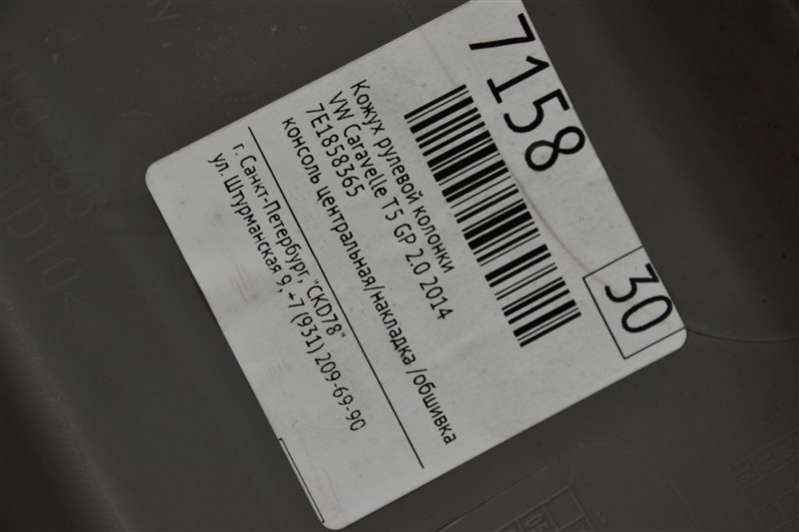 7158
30
Кожух рулевой колонки
VW Caravelle T5 GP 2.0 2014
7E1858365
консоль центральная/накладка /обшивка
г. Санкт-Петербург, "CKD78"
ул. Штурманская 9, +7 (931) 209-69-90